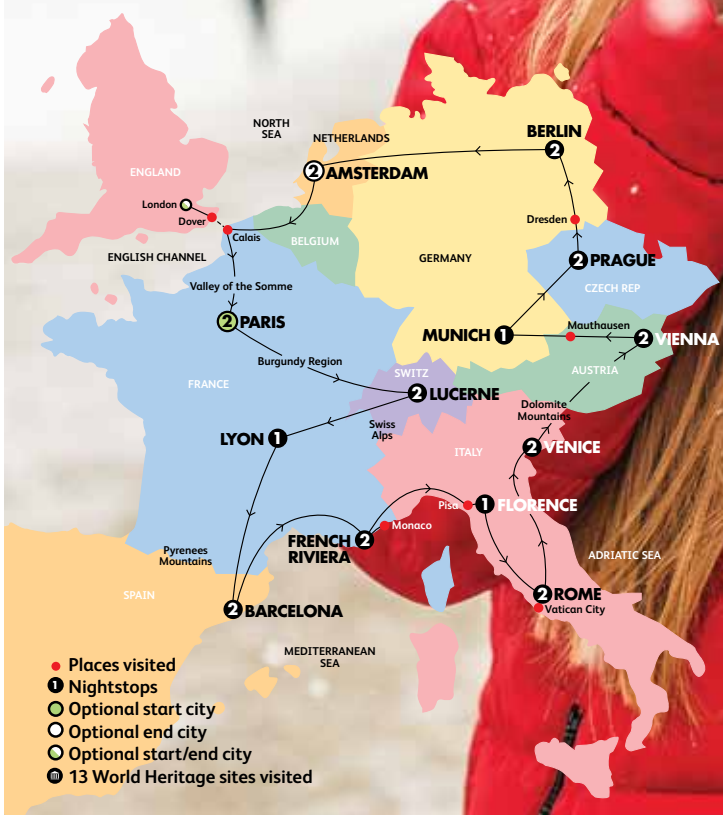 NORTH
SEA
NETHERLANDS
BERLIN
2
2
AMSTERDAM
ENGLAND
London
Dover
Calais
Dresden
BELGIUM
ENGLISH CHANNEL
GERMANY
2
PRAGUE
CZECH REP
Valley of the Somme
2
PARIS
MUNICH
1
Mauthausen
2
VIENNA
Burgundy Region
SWITZ
AUSTRIA
FRANCE
2
LUCERNE
Dolomite
Mountains
Swiss
Alps
LYON
1
ITALY
2
VENICE
Pisa
1
FLORENCE
Monaco
FRENCH
RIVIERA
2
Pyrenees
Mountains
ADRIATIC SEA
SPAIN
2
ROME
Vatican City
2
BARCELONA
MEDITERRANEAN
SEA
Places visited
1 Nightstops
Optional start city
Optional end city
Optional start/end city
13 World Heritage sites visited